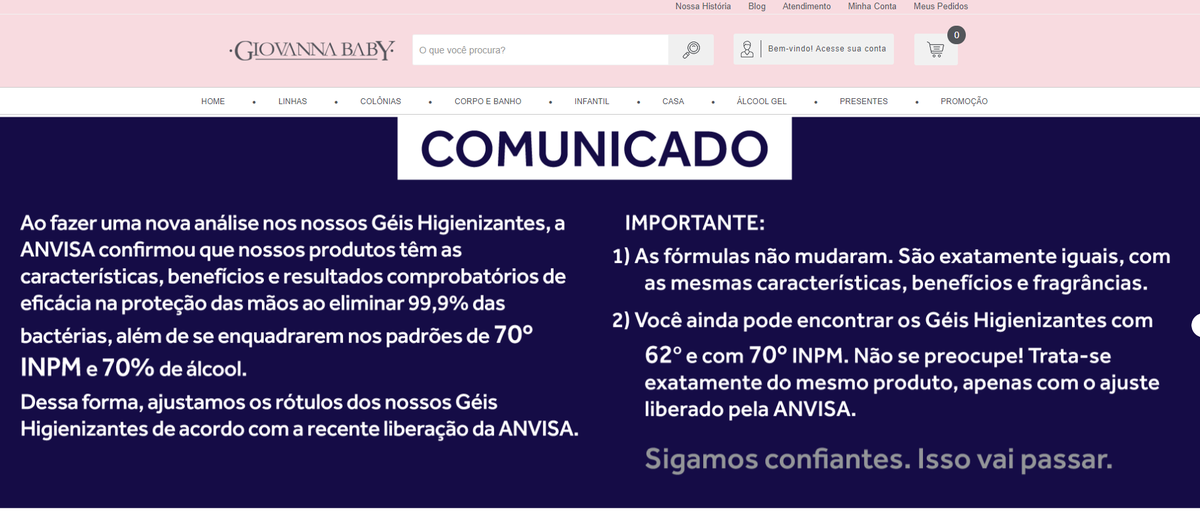 Nossa História Blog Atendimento Minha Conta Meus Pedidos
GIOVANNA BABY
O que você procura?
Bem-vindo! Acesse sua conta
0
HOME • LINHAS • COLÔNIAS • CORPO E BANHO • INFANTIL • CASA • ÁLCOOL GEL • PRESENTES • PROMOÇÃO
COMUNICADO
Ao fazer uma nova análise nos nossos Géis Higienizantes, a
ANVISA confirmou que nossos produtos têm as
características, benefícios e resultados comprobatórios de
eficácia na proteção das mãos ao eliminar 99,9% das
bactérias, além de se enquadrarem nos padrões de 70º
INPM e 70% de álcool.
Dessa forma, ajustamos os rótulos dos nossos Géis
Higienizantes de acordo com a recente liberação da ANVISA.
IMPORTANTE:
1) As fórmulas não mudaram. São exatamente iguais, com
as mesmas características, benefícios e fragrâncias.
2) Você ainda pode encontrar os Géis Higienizantes com
62º e com 70º INPM. Não se preocupe! Trata-se
exatamente do mesmo produto, apenas com o ajuste
liberado pela ANVISA.
Sigamos confiantes. Isso vai passar.